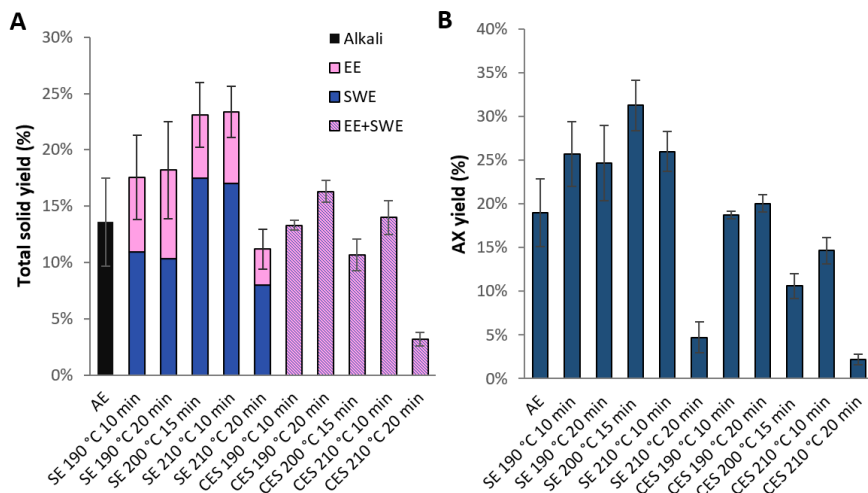 A
Total solid yield (%)
30%
25%
20%
15%
10%
5%
0%
Alkali
EE
SWE
EE+SWE
AE
SE 190 °C 10 min
SE 190 °C 20 min
SE 200 °C 15 min
SE 210 °C 10 min
SE 210 °C 20 min
CES 190 °C 10 min
CES 190 °C 20 min
CES 200 °C 15 min
CES 210 °C 10 min
CES 210 °C 20 min
B
AX yield (%)
40%
35%
30%
25%
20%
15%
10%
5%
0%
AE
SE 190 °C 10 min
SE 190 °C 20 min
SE 200 °C 15 min
SE 210 °C 10 min
SE 210 °C 20 min
CES 190 °C 10 min
CES 190 °C 20 min
CES 200 °C 15 min
CES 210 °C 10 min
CES 210 °C 20 min